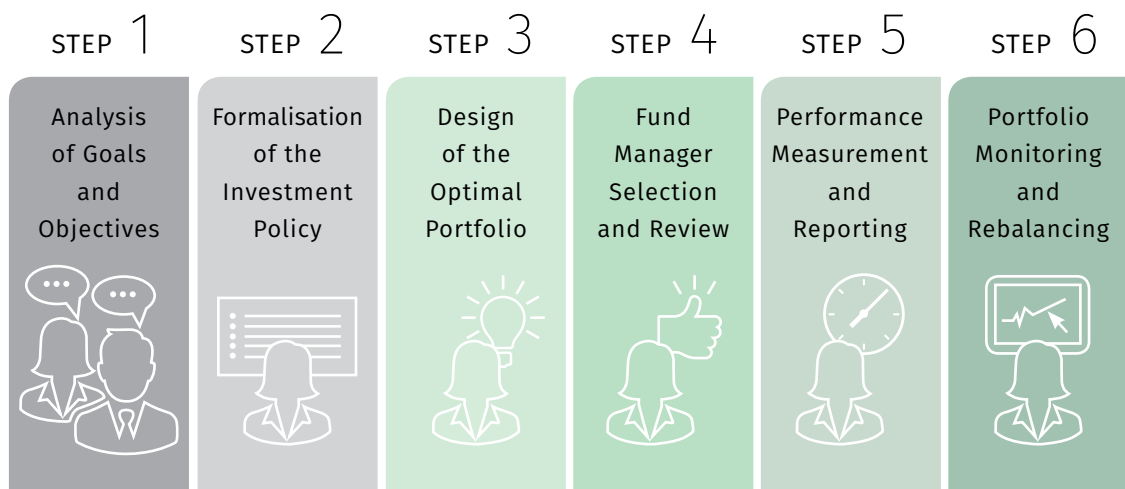 STEP 1
Analysis
of Goals
and
Objectives
STEP 2
Formalisation
of the
Investment
Policy
STEP 3
Design
of the
Optimal
Portfolio
STEP 4
Fund
Manager
Selection
and Review
STEP 5
Performance
Measurement
and
Reporting
STEP 6
Portfolio
Monitoring
and
Rebalancing